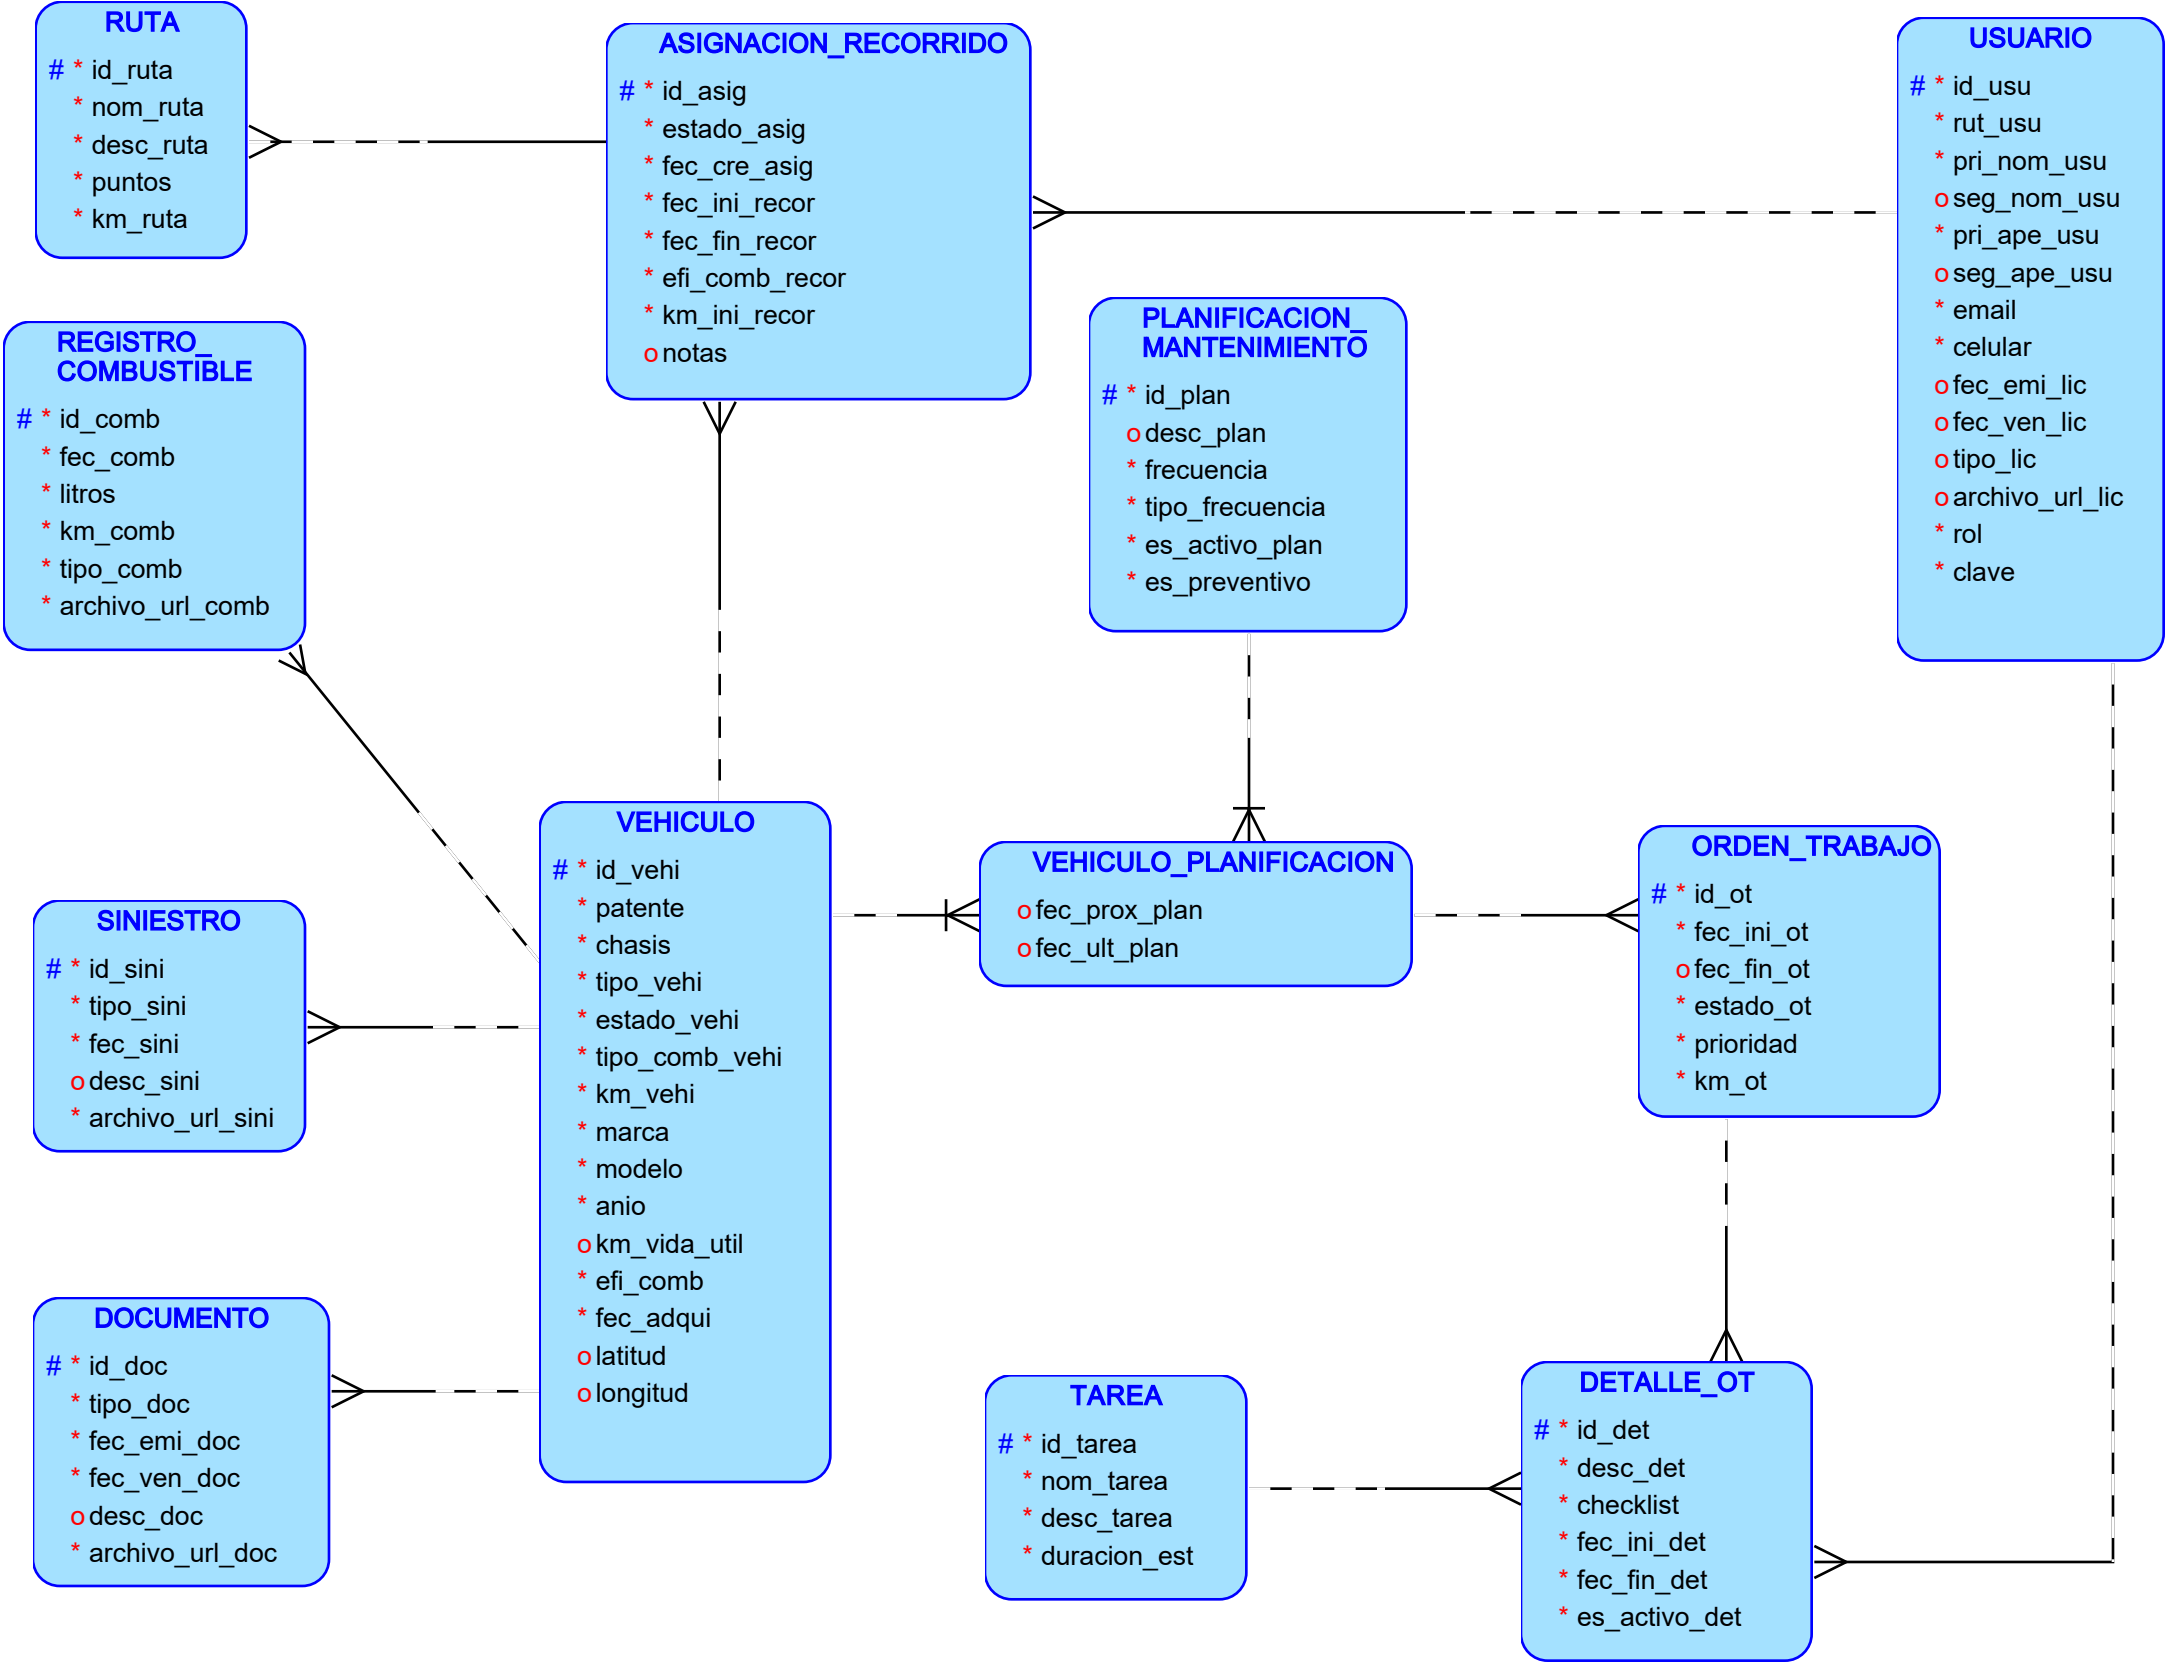 RUTA
# * id_ruta
* nom_ruta
* desc_ruta
* puntos
* km_ruta
ASIGNACION_RECORRIDO
# * id_asig
* estado_asig
* fec_cre_asig
* fec_ini_recor
* fec_fin_recor
* efi_comb_recor
* km_ini_recor
o notas
USUARIO
# * id_usu
* rut_usu
* pri_nom_usu
o seg_nom_usu
* pri_ape_usu
o seg_ape_usu
* email
* celular
o fec_emi_lic
o fec_ven_lic
o tipo_lic
o archivo_url_lic
* rol
* clave
REGISTRO_
COMBUSTIBLE
# * id_comb
* fec_comb
* litros
* km_comb
* tipo_comb
* archivo_url_comb
PLANIFICACION_
MANTENIMIENTO
# * id_plan
o desc_plan
* frecuencia
* tipo_frecuencia
* es_activo_plan
* es_preventivo
VEHICULO
# * id_vehi
* patente
* chasis
* tipo_vehi
* estado_vehi
* tipo_comb_vehi
* km_vehi
* marca
* modelo
* anio
o km_vida_util
* efi_comb
* fec_adqui
o latitud
o longitud
VEHICULO_PLANIFICACION
o fec_prox_plan
o fec_ult_plan
ORDEN_TRABAJO
# * id_ot
* fec_ini_ot
o fec_fin_ot
* estado_ot
* prioridad
* km_ot
SINIESTRO
# * id_sini
* tipo_sini
* fec_sini
o desc_sini
* archivo_url_sini
DOCUMENTO
# * id_doc
* tipo_doc
* fec_emi_doc
* fec_ven_doc
o desc_doc
* archivo_url_doc
TAREA
# * id_tarea
* nom_tarea
* desc_tarea
* duracion_est
DETALLE_OT
# * id_det
* desc_det
* checklist
* fec_ini_det
* fec_fin_det
* es_activo_det